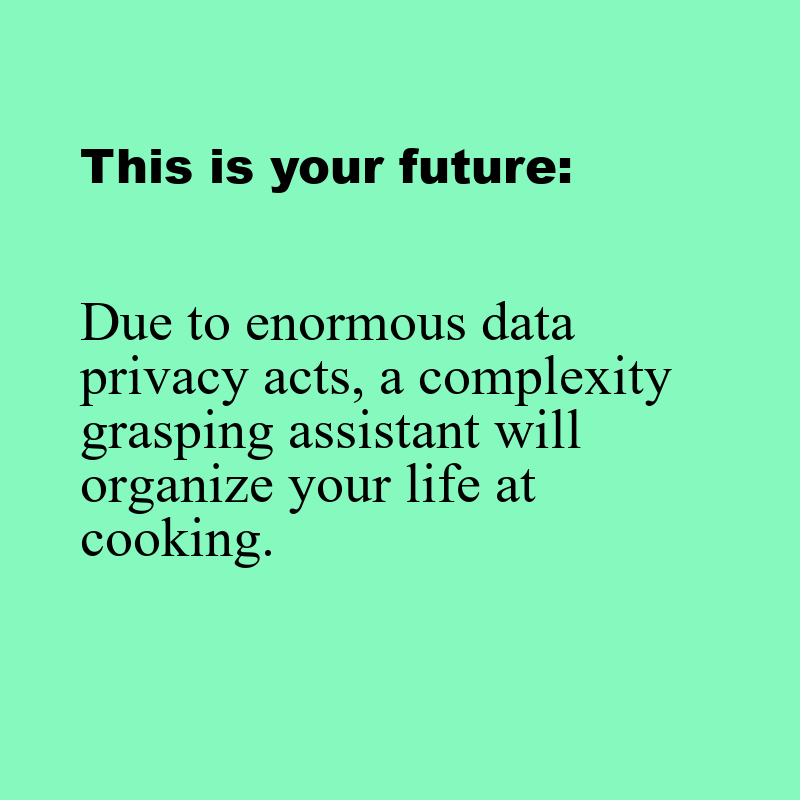 This is your future:
Due to enormous data
privacy acts, a complexity
grasping assistant will
organize your life at
cooking.